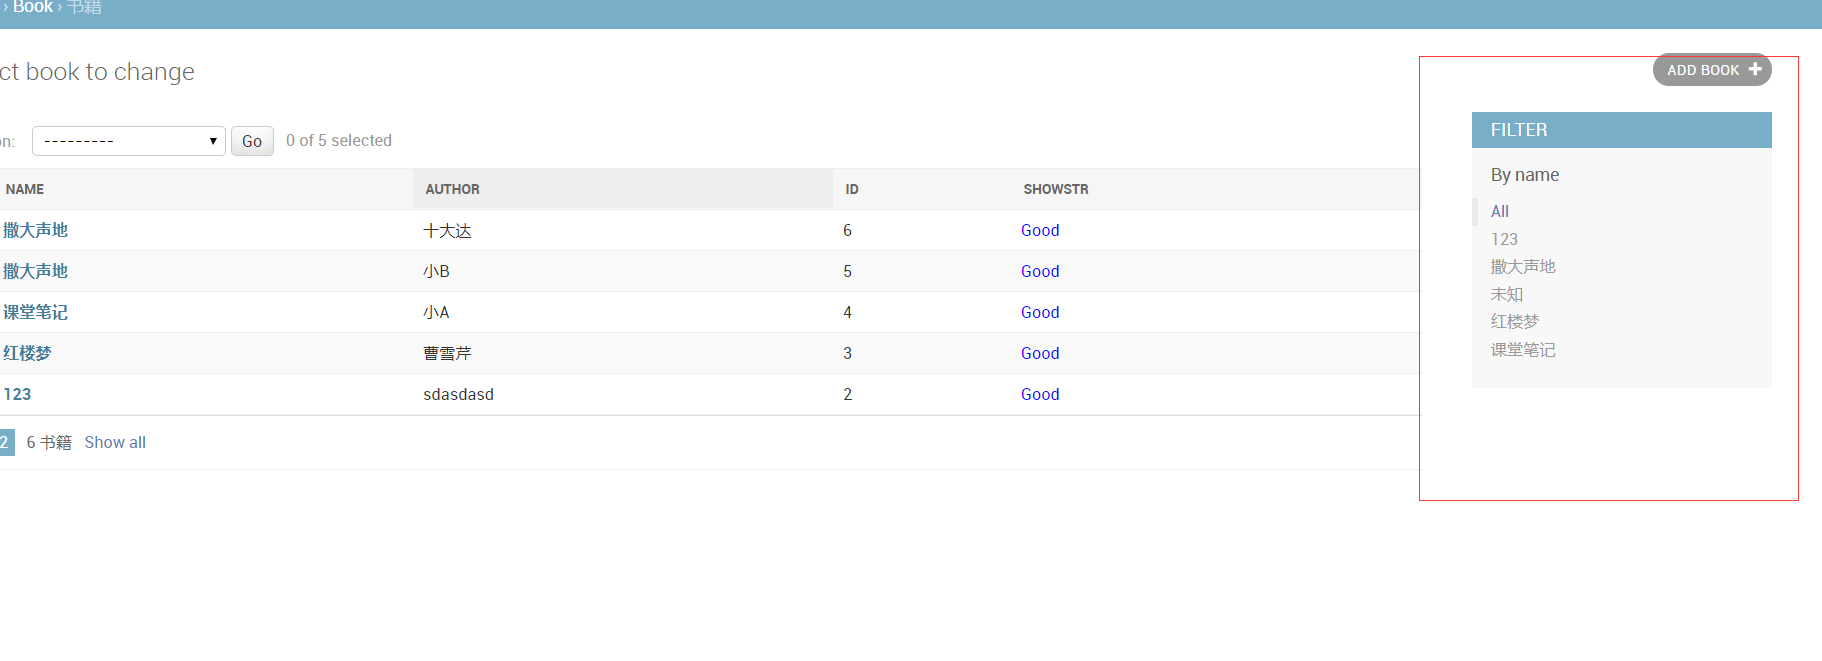 › Book › 书籍
ct book to change
ADD BOOK
on: --------- Go 0 of 5 selected
NAME AUTHOR ID SHOWSTR
撒大声地 十大达 6 Good
撒大声地 小B 5 Good
课堂笔记 小A 4 Good
红楼梦 曹雪芹 3 Good
123 sdasdasd 2 Good
2 6 书籍 Show all
FILTER
By name
All
123
撒大声地
未知
红楼梦
课堂笔记